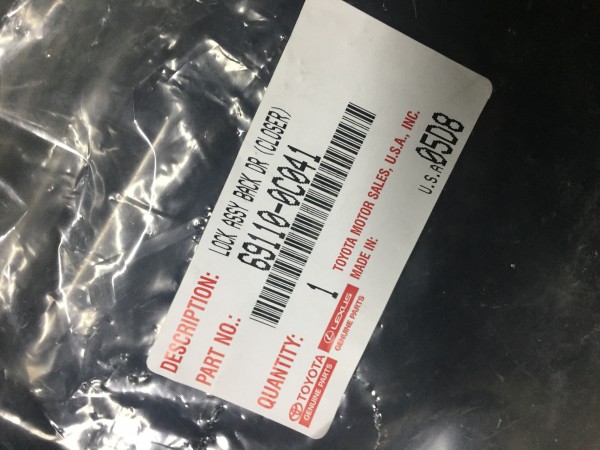 DESCRIPTION: LOCK ASSY BACK DR (CLOSER)
PART NO.: 69110-0C041
QUANTITY: 1
TOYOTA GENUINE PARTS
LEXUS GENUINE PARTS
TOYOTA MOTOR SALES, U.S.A., INC.
MADE IN: U.S.A 05D8